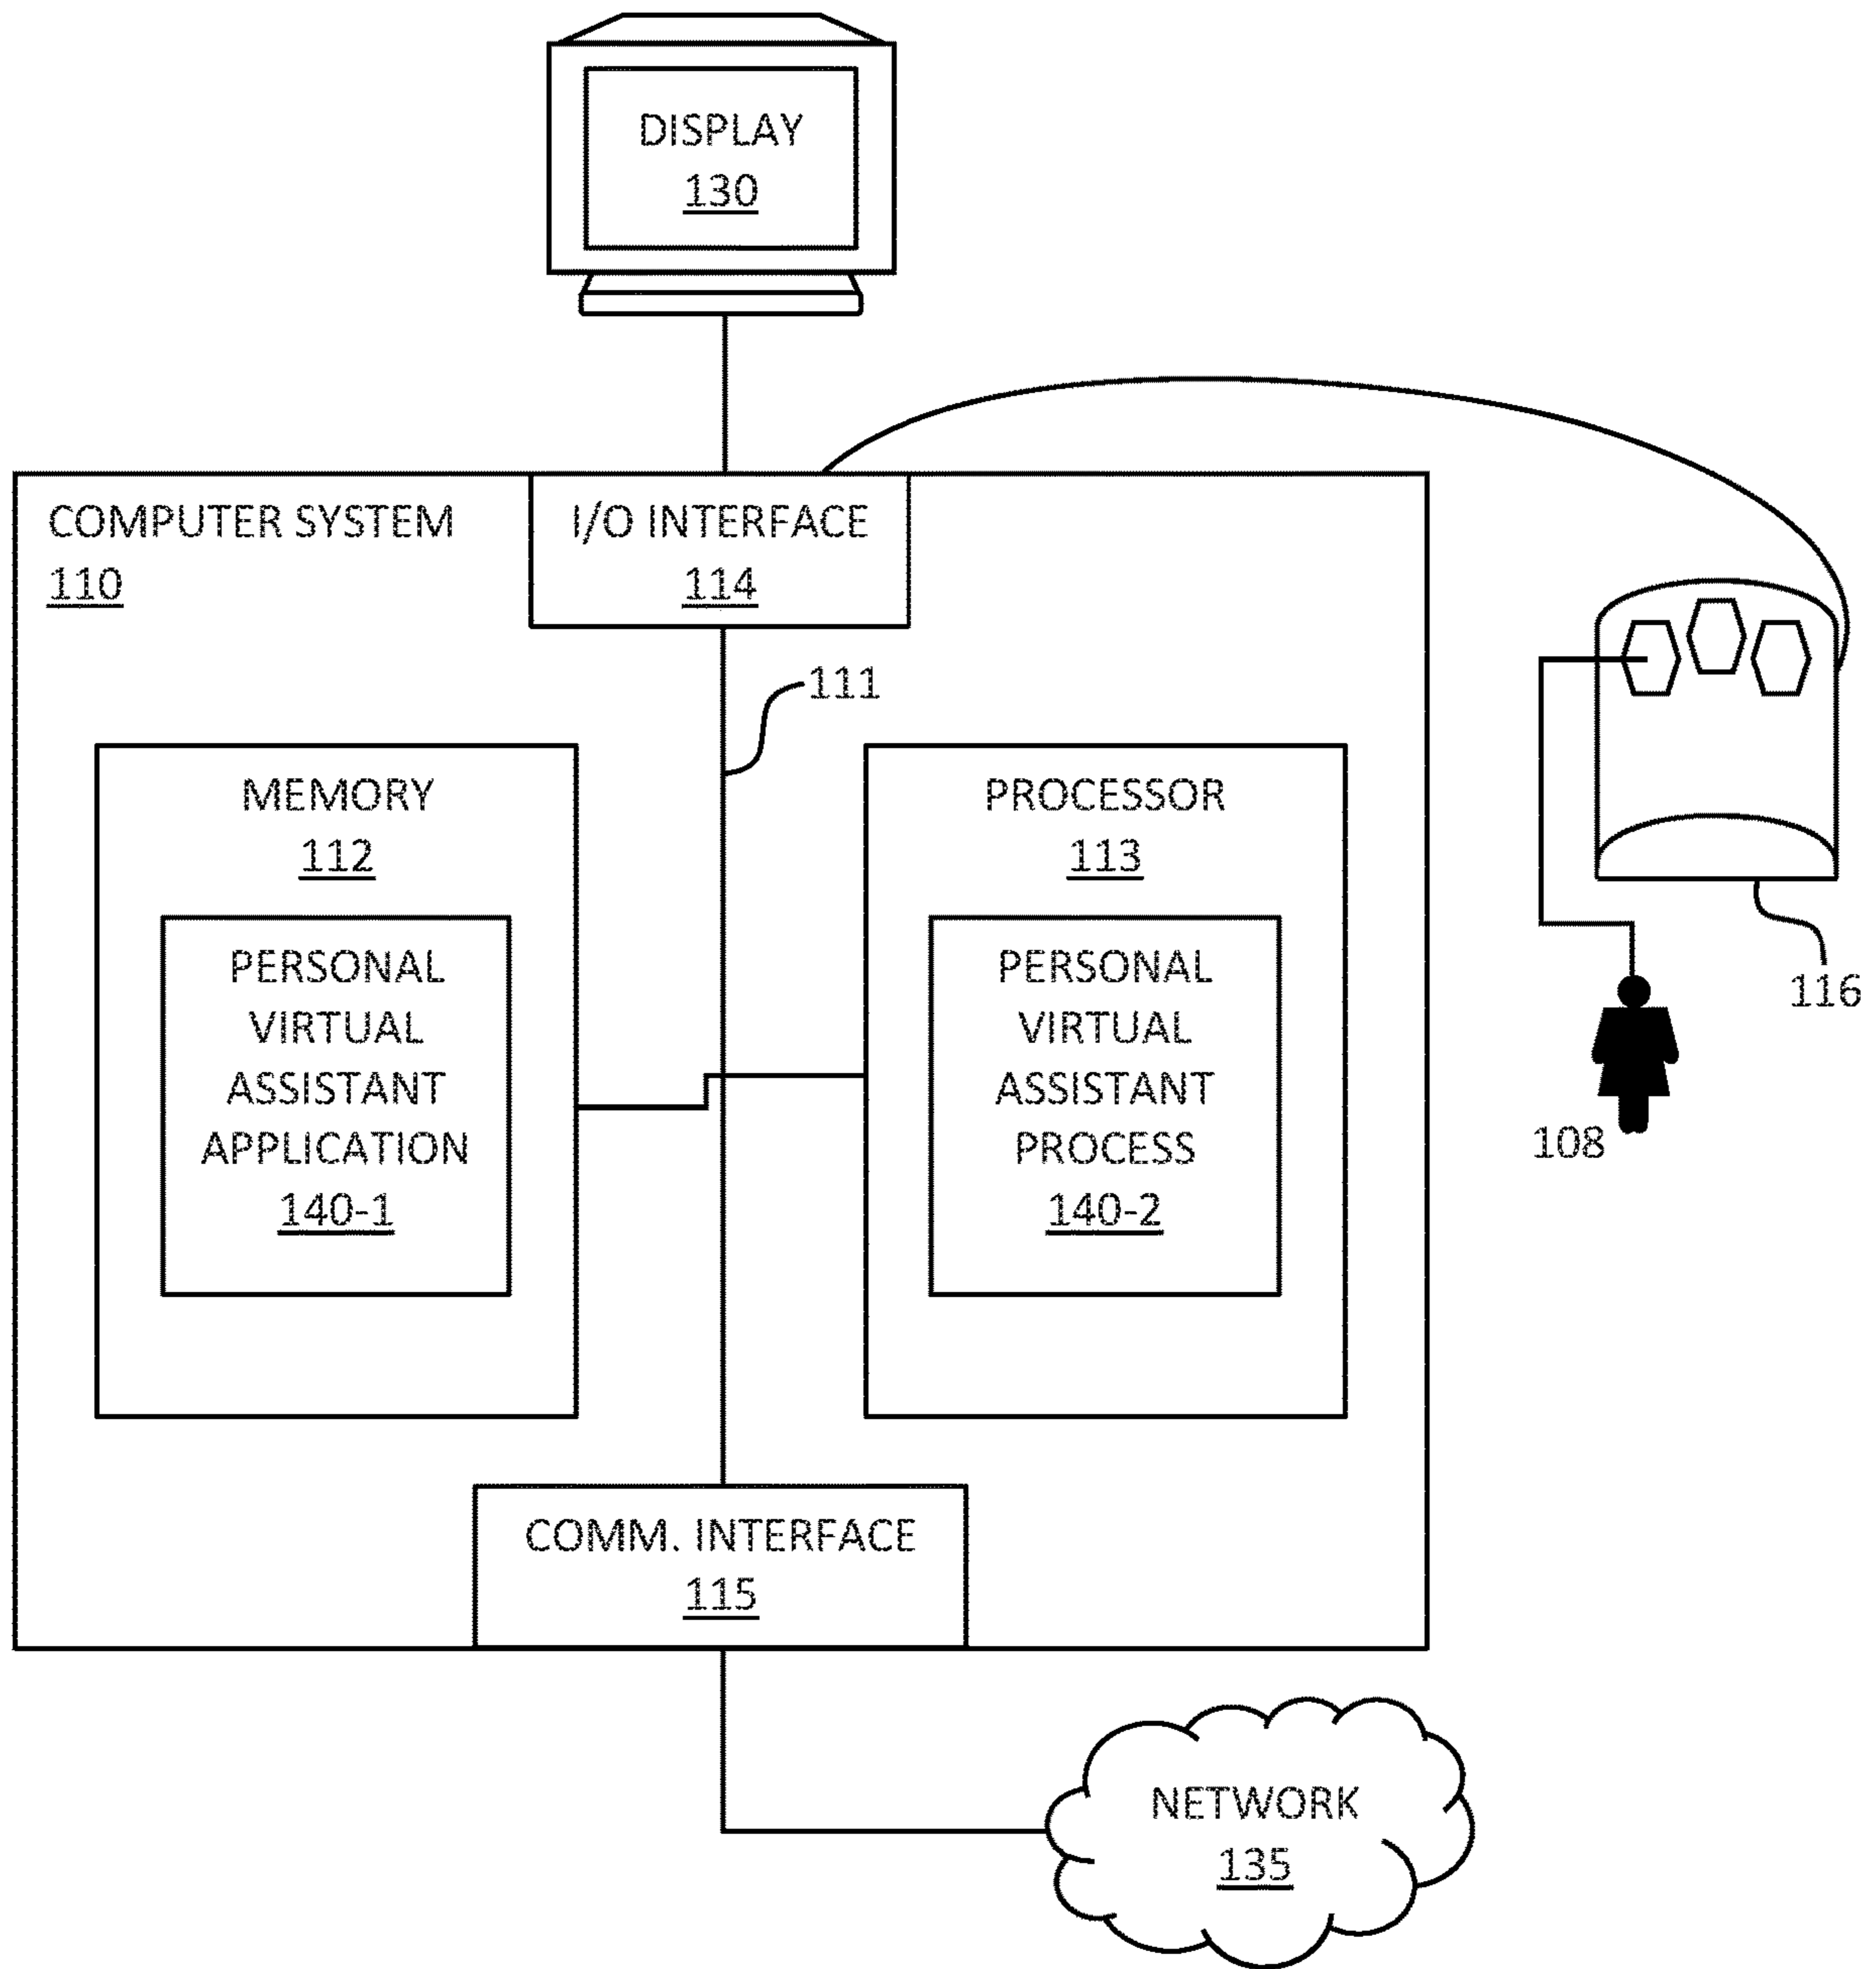 DISPLAY
130
COMPUTER SYSTEM
110
I/O INTERFACE
114
111
MEMORY
112
PERSONAL
VIRTUAL
ASSISTANT
APPLICATION
140-1
PROCESSOR
113
PERSONAL
VIRTUAL
ASSISTANT
PROCESS
140-2
116
108
COMM. INTERFACE
115
NETWORK
135